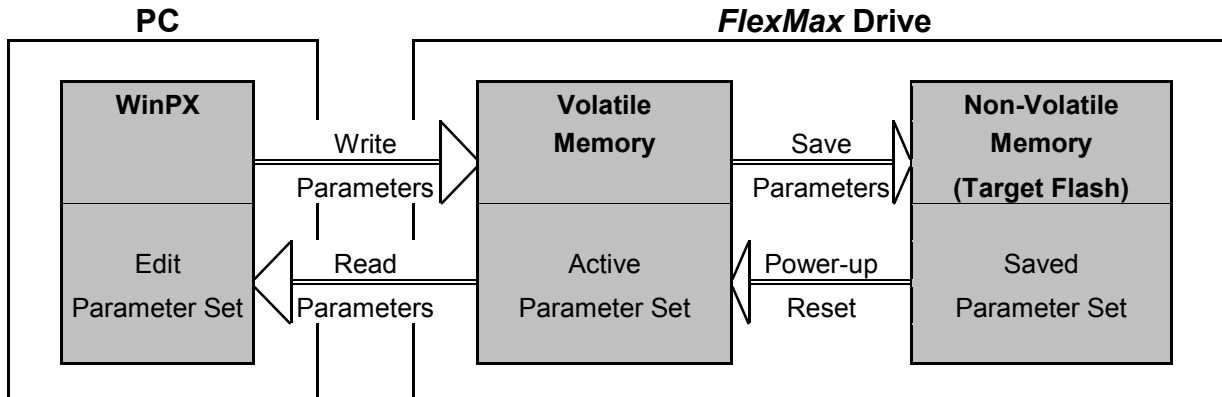 PC
FlexMax Drive
WinPX
Write
Parameters
Volatile
Memory
Save
Parameters
Non-Volatile
Memory
(Target Flash)
Edit
Parameter Set
Read
Parameters
Active
Parameter Set
Power-up
Reset
Saved
Parameter Set